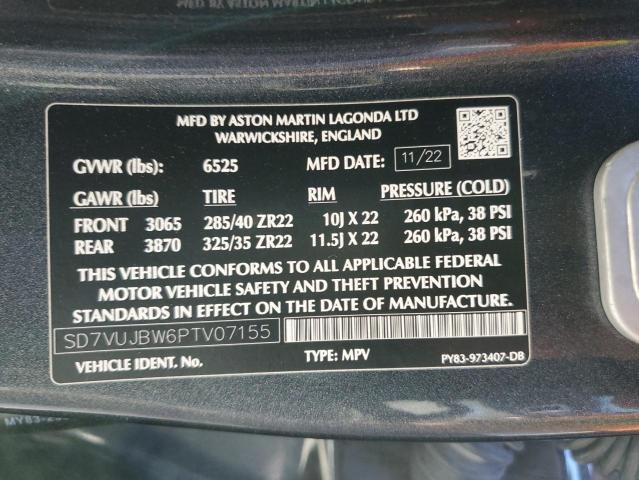 MFD BY ASTON MARTIN LAGONDA LTD
WARWICKSHIRE, ENGLAND
GVWR (lbs): 6525 MFD DATE: 11/22
GAWR (lbs) TIRE RIM PRESSURE (COLD)
FRONT 3065 285/40 ZR22 10J X 22 260 kPa, 38 PSI
REAR 3870 325/35 ZR22 11.5J X 22 260 kPa, 38 PSI
THIS VEHICLE CONFORMS TO ALL APPLICABLE FEDERAL
MOTOR VEHICLE SAFETY AND THEFT PREVENTION
STANDARDS IN EFFECT ON THE DATE OF MANUFACTURE.
SD7VUJBW6PTV07155
VEHICLE IDENT. No. TYPE: MPV PY83-973407-DB